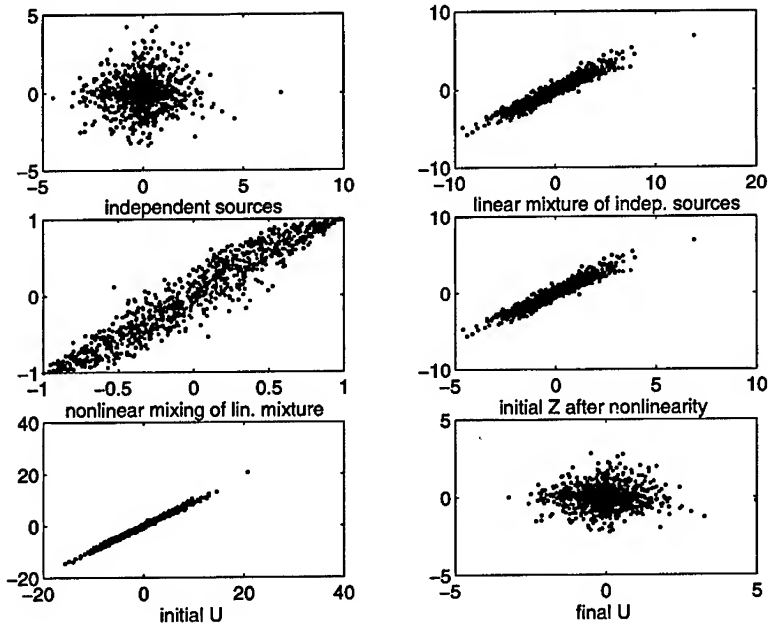 5
0
-5
-5 0 5 10
independent sources
10
0
-10
-10 0 10 20
linear mixture of indep. sources
1
0
-1
-1 -0.5 0 0.5 1
nonlinear mixing of lin. mixture
10
0
-10
-5 0 5 10
initial Z after nonlinearity
40
20
0
-20
-20 0 20 40
initial U
5
0
-5
-5 0 5
final U